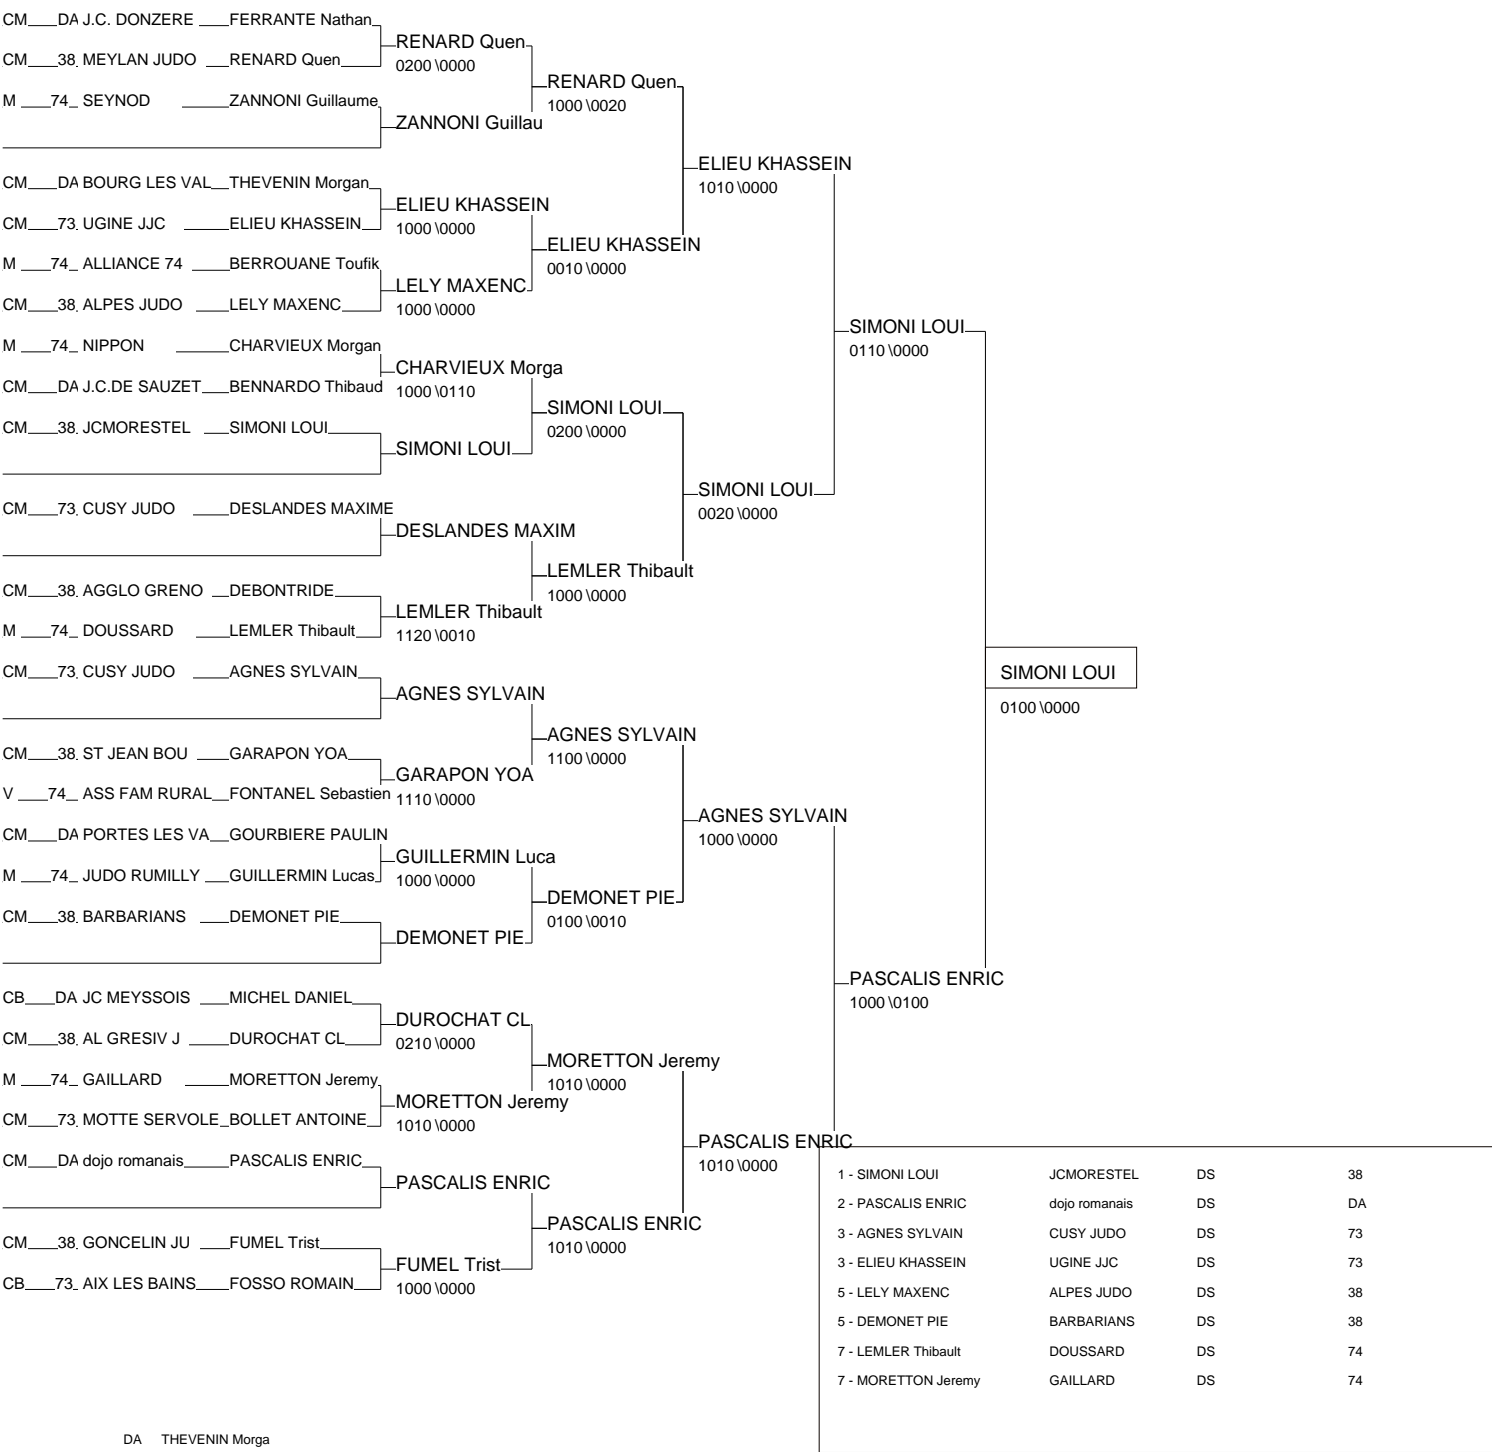 CM DA J.C. DONZERE FERRANTE Nathan
CM 38 MEYLAN JUDO RENARD Quen
M 74 SEYNOD ZANNONI Guillaume
CM DA BOURG LES VAL THEVENIN Morgan
CM 73 UGINE JJC ELIEU KHASSEIN
M 74 ALLIANCE 74 BERROUANE Toufik
CM 38 ALPES JUDO LELY MAXENC
M 74 NIPPON CHARVIEUX Morgan
CM DA J.C.DE SAUZET BENNARDO Thibaud
CM 38 JCMORESTEL SIMONI LOUI
CM 73 CUSY JUDO DESLANDES MAXIME
CM 38 AGGLO GRENO DEBONTRIDE
M 74 DOUSSARD LEMLER Thibault
CM 73 CUSY JUDO AGNES SYLVAIN
CM 38 ST JEAN BOU GARAPON YOA
V 74 ASS FAM RURAL FONTANEL Sebastien
CM DA PORTES LES VA GOURBIERE PAULIN
M 74 JUDO RUMILLY GUILLERMIN Lucas
CM 38 BARBARIANS DEMONET PIE
CB DA JC MEYSSOIS MICHEL DANIEL
CM 38 AL GRESIV J DUROCHAT CL
M 74 GAILLARD MORETTON Jeremy
CM 73 MOTTE SERVOLE BOLLET ANTOINE
CM DA dojo romanais PASCALIS ENRIC
CM 38 GONCELIN JU FUMEL Trist
CB 73 AIX LES BAINS FOSSO ROMAIN
RENARD Quen
0200 \0000
ZANNONI Guillau
ELIEU KHASSEIN
1000 \0000
LELY MAXENC
1000 \0000
CHARVIEUX Morga
1000 \0110
SIMONI LOUI
DESLANDES MAXIM
LEMLER Thibault
1120 \0010
AGNES SYLVAIN
GARAPON YOA
1110 \0000
GUILLERMIN Luca
1000 \0000
DEMONET PIE
DUROCHAT CL
0210 \0000
MORETTON Jeremy
1010 \0000
PASCALIS ENRIC
FUMEL Trist
1000 \0000
RENARD Quen
1000 \0020
ELIEU KHASSEIN
0010 \0000
SIMONI LOUI
0200 \0000
LEMLER Thibault
1000 \0000
AGNES SYLVAIN
1100 \0000
DEMONET PIE
0100 \0010
MORETTON Jeremy
1010 \0000
PASCALIS ENRIC
1010 \0000
ELIEU KHASSEIN
1010 \0000
SIMONI LOUI
0020 \0000
AGNES SYLVAIN
1000 \0000
PASCALIS ENRIC
1010 \0000
SIMONI LOUI
0110 \0000
PASCALIS ENRIC
1000 \0100
SIMONI LOUI
0100 \0000
1 - SIMONI LOUI JCMORESTEL DS 38
2 - PASCALIS ENRIC dojo romanais DS DA
3 - AGNES SYLVAIN CUSY JUDO DS 73
3 - ELIEU KHASSEIN UGINE JJC DS 73
5 - LELY MAXENC ALPES JUDO DS 38
5 - DEMONET PIE BARBARIANS DS 38
7 - LEMLER Thibault DOUSSARD DS 74
7 - MORETTON Jeremy GAILLARD DS 74
DA THEVENIN Morga